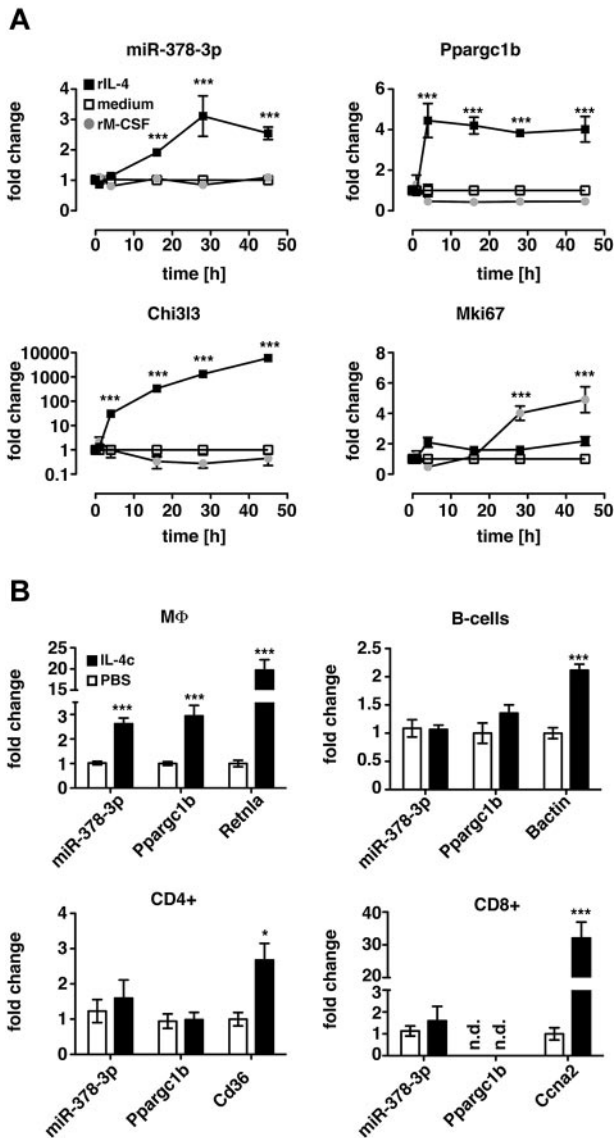 A
miR-378-3p
rIL-4
medium
rM-CSF
fold change
5
4
3
2
1
0
***
***
***
0 10 20 30 40 50
time [h]
Ppargc1b
fold change
6
4
2
0
***
***
***
***
0 10 20 30 40 50
time [h]
Chi3l3
fold change
10000
1000
100
10
1
0.1
***
***
***
***
0 10 20 30 40 50
time [h]
Mki67
fold change
8
6
4
2
0
***
***
0 10 20 30 40 50
time [h]
B
MΦ
IL-4c
PBS
fold change
25
20
15
10
3
2
1
0
***
***
***
miR-378-3p
Ppargc1b
Retnla
B-cells
fold change
2.5
2.0
1.5
1.0
0.5
0
***
miR-378-3p
Ppargc1b
Bactin
CD4+
fold change
4
3
2
1
0
*
miR-378-3p
Ppargc1b
Cd36
CD8+
fold change
40
30
20
10
3
2
1
0
n.d.
n.d.
***
miR-378-3p
Ppargc1b
Ccna2